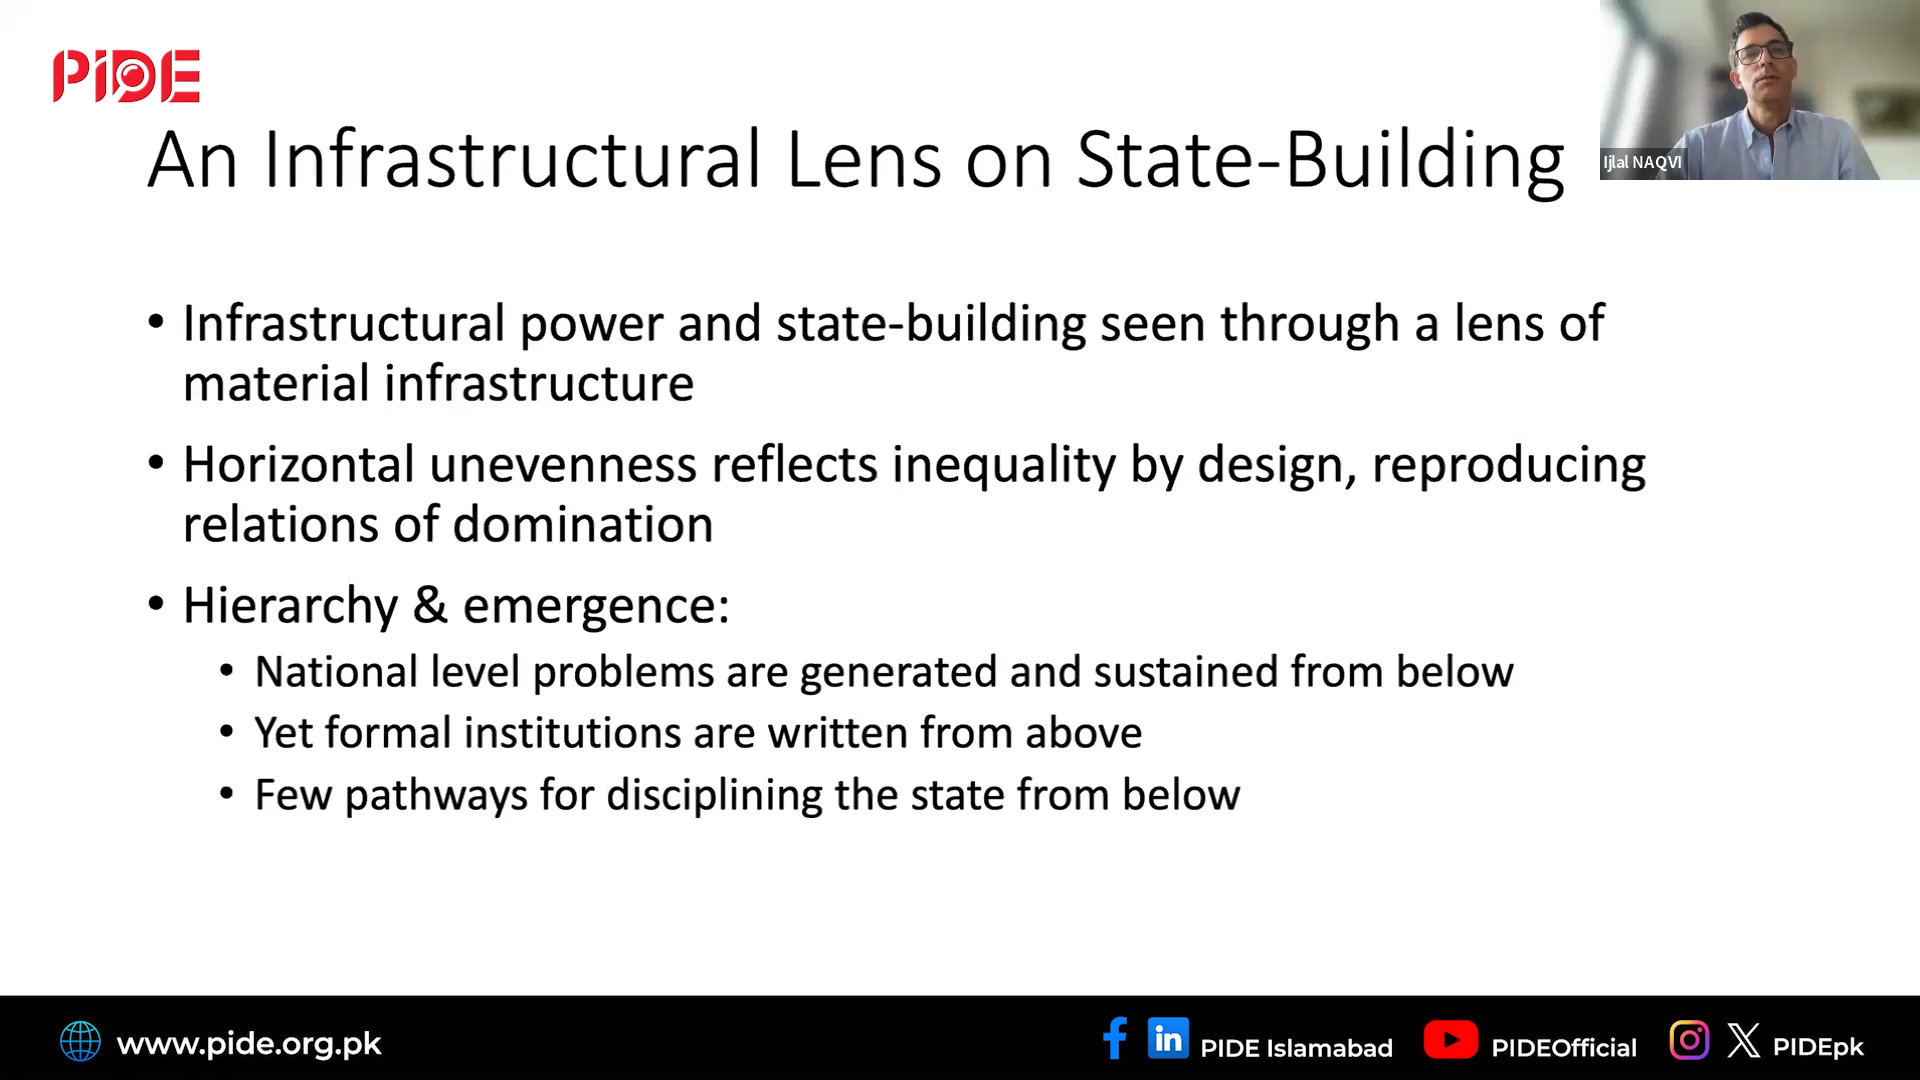 PIDE
An Infrastructural Lens on State-Building
Ijlal NAQVI
• Infrastructural power and state-building seen through a lens of
material infrastructure
• Horizontal unevenness reflects inequality by design, reproducing
relations of domination
• Hierarchy & emergence:
• National level problems are generated and sustained from below
• Yet formal institutions are written from above
• Few pathways for disciplining the state from below
www.pide.org.pk
PIDE Islamabad
PIDEOfficial
PIDEpk